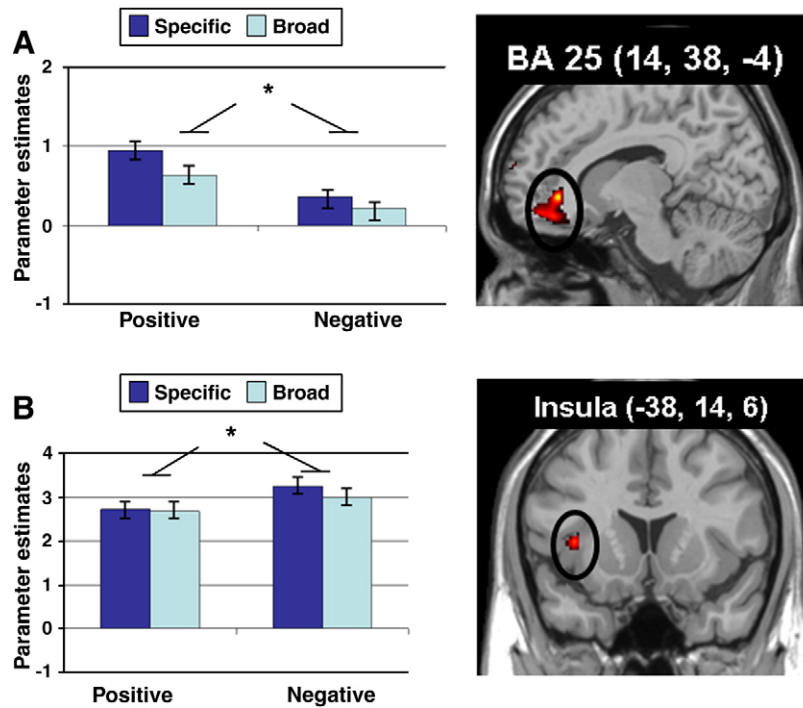 A
Specific Broad
BA 25 (14, 38, -4)
Parameter estimates
2
1
0
-1
*
Positive Negative
B
Specific Broad
Insula (-38, 14, 6)
Parameter estimates
4
3
2
1
0
-1
*
Positive Negative